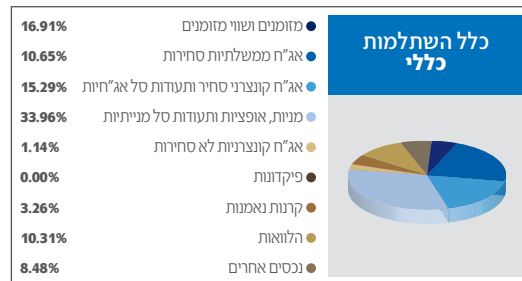 כלל השתלמות
כללי
מזומנים ושווי מזומנים 16.91%
אג"ח ממשלתיות סחירות 10.65%
אג"ח קונצרני סחיר ותעודות סל אג"חיות 15.29%
מניות, אופציות ותעודות סל מנייתיות 33.96%
אג"ח קונצרניות לא סחירות 1.14%
פיקדונות 0.00%
קרנות נאמנות 3.26%
הלוואות 10.31%
נכסים אחרים 8.48%